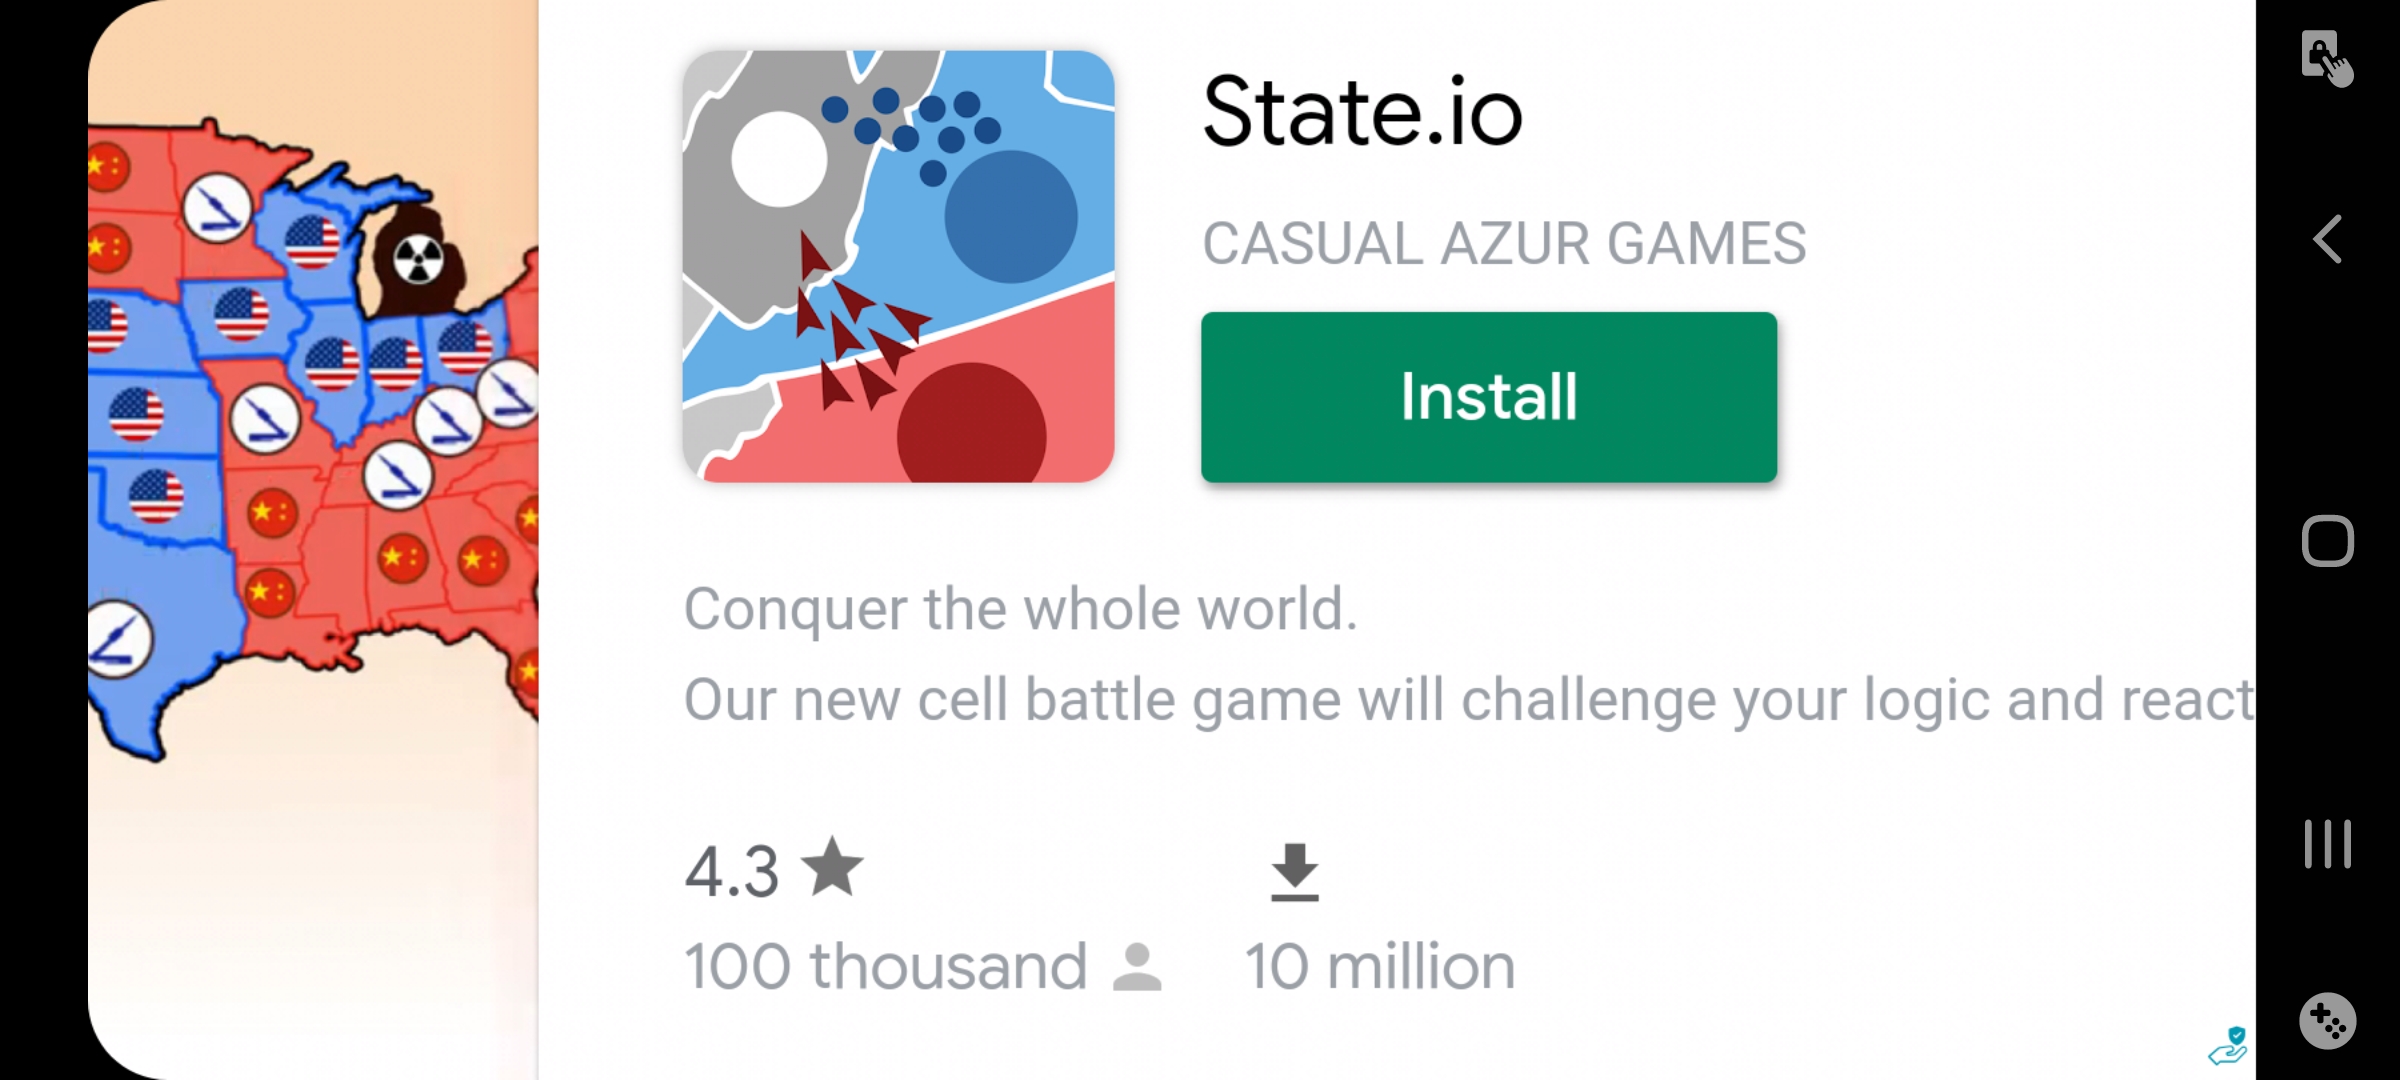 State.io
CASUAL AZUR GAMES
Install
Conquer the whole world.
Our new cell battle game will challenge your logic and react
4.3
100 thousand
10 million